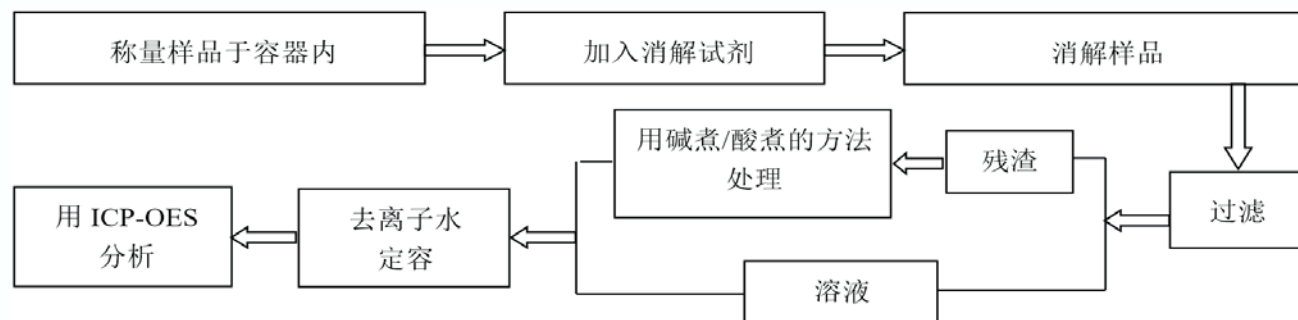 称量样品于容器内
加入消解试剂
消解样品
过滤
残渣
用碱煮/酸煮的方法
处理
溶液
去离子水
定容
用 ICP-OES
分析